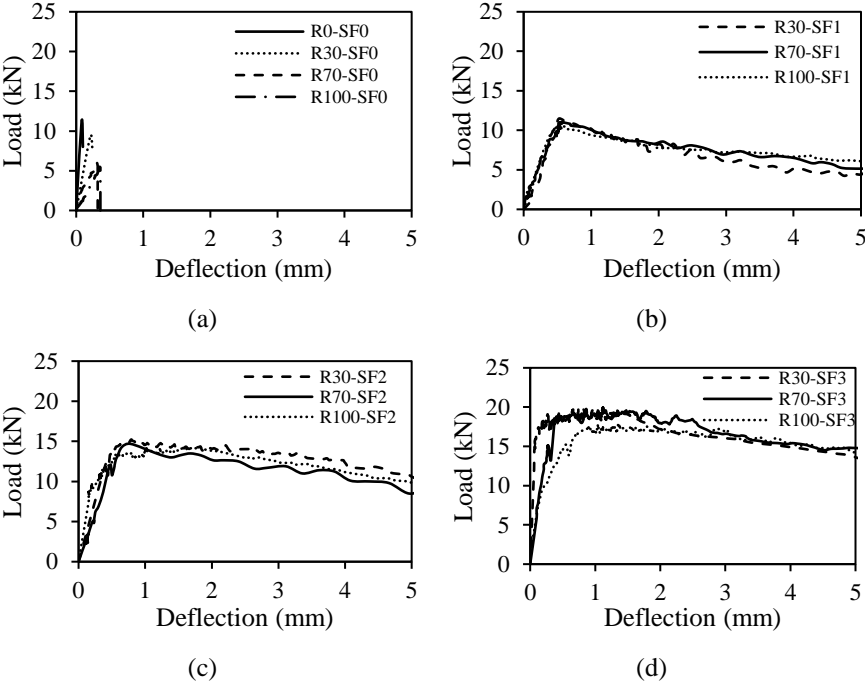 25
20
15
10
5
0
Load (kN)
R0-SF0
R30-SF0
R70-SF0
R100-SF0
0 1 2 3 4 5
Deflection (mm)
(a)
25
20
15
10
5
0
Load (kN)
R30-SF1
R70-SF1
R100-SF1
0 1 2 3 4 5
Deflection (mm)
(b)
25
20
15
10
5
0
Load (kN)
R30-SF2
R70-SF2
R100-SF2
0 1 2 3 4 5
Deflection (mm)
(c)
25
20
15
10
5
0
Load (kN)
R30-SF3
R70-SF3
R100-SF3
0 1 2 3 4 5
Deflection (mm)
(d)